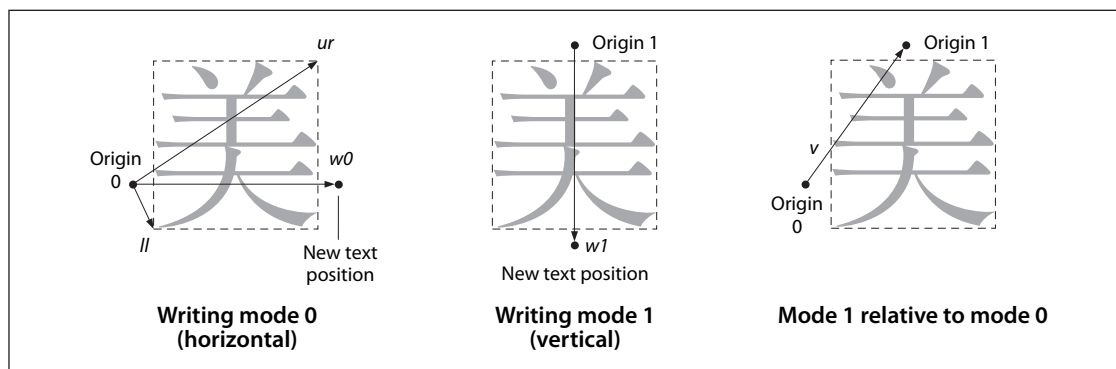 ur
美
Origin
0
w0
ll
New text
position
Writing mode 0
(horizontal)
Origin 1
美
w1
New text position
Writing mode 1
(vertical)
Origin 1
美
v
Origin
0
Mode 1 relative to mode 0